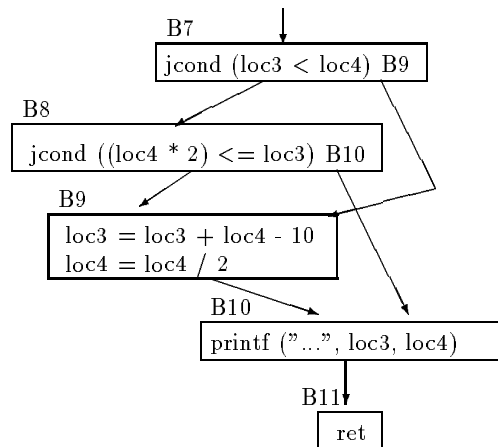 B7
jcond (loc3 < loc4) B9
B8
jcond ((loc4 * 2) <= loc3) B10
B9
loc3 = loc3 + loc4 - 10
loc4 = loc4 / 2
B10
printf ("...", loc3, loc4)
B11
ret